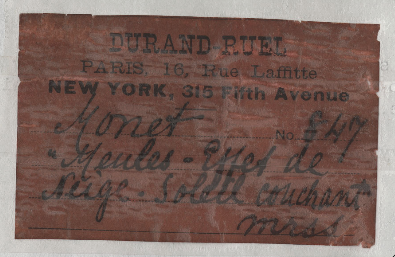 DURAND-RUEL
PARIS, 16, Rue Laffitte
NEW YORK, 315 Fifth Avenue
Monet No. 847
"Meules - Effet de
Neige - Soleil couchant"